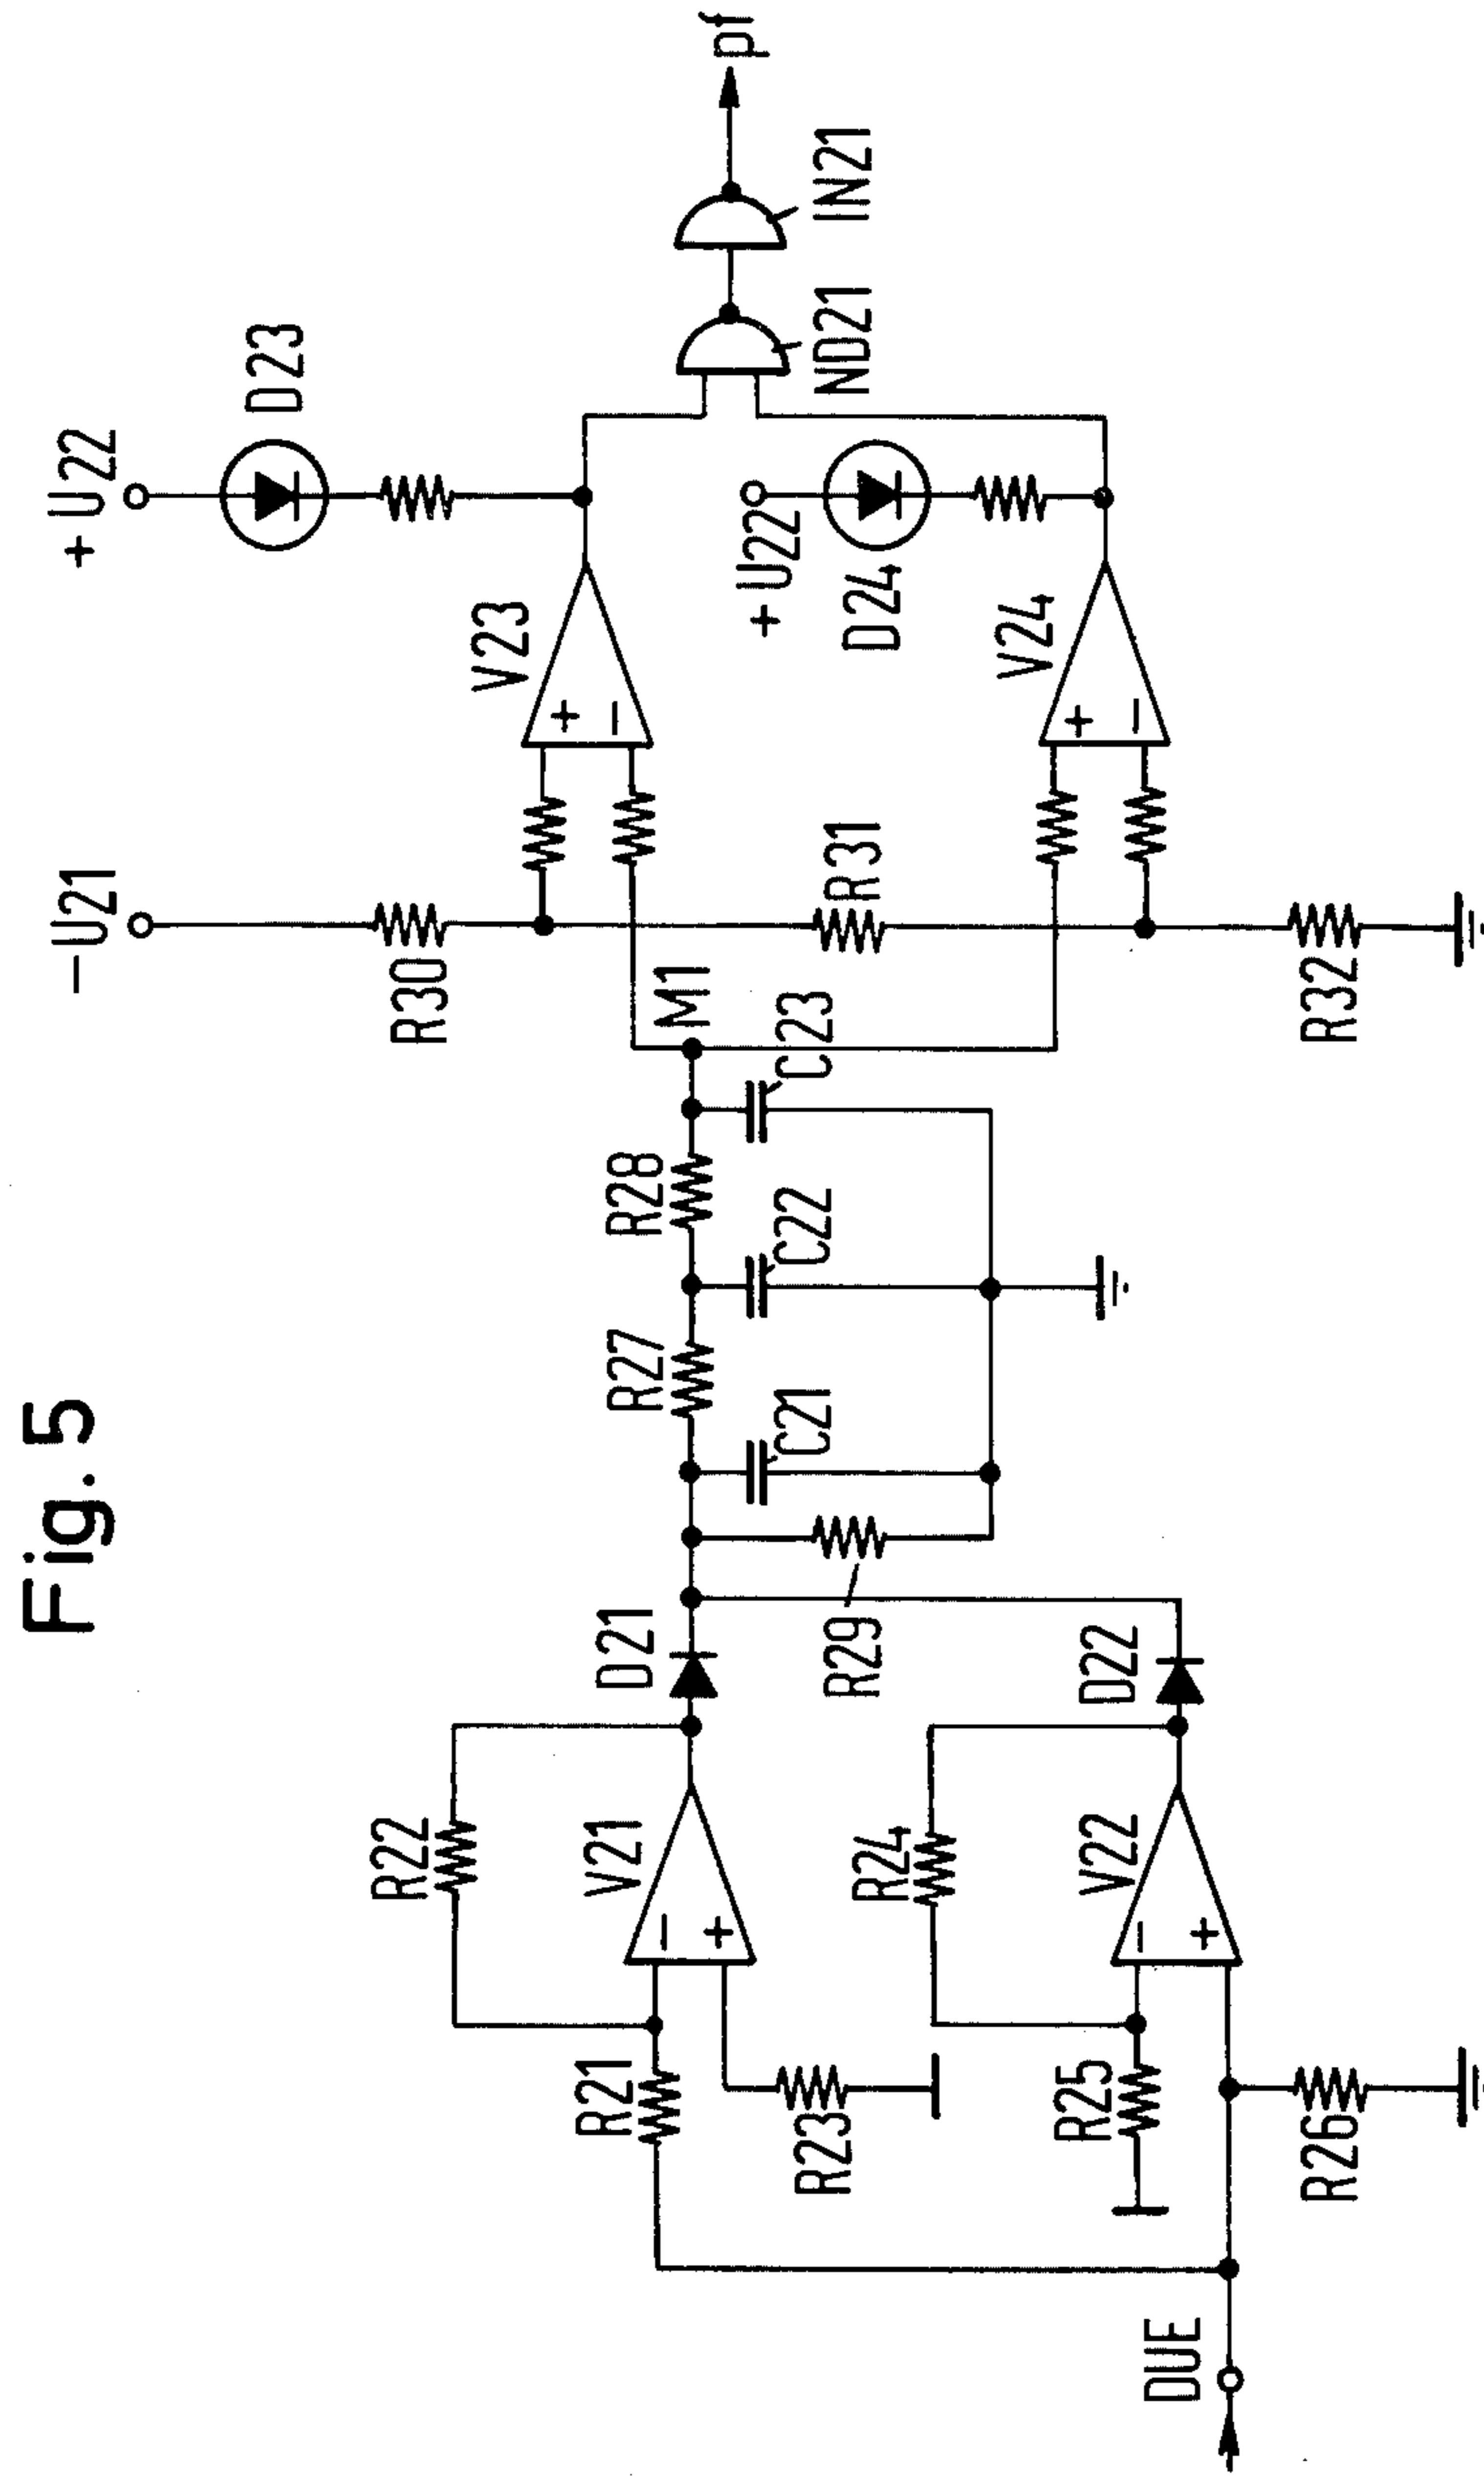 Fig. 5
DUE
R21
R22
R23
V21
−
+
D21
R24
R25
R26
V22
−
+
D22
R29
C21
R27
C22
R28
C23
M1
−U21
R30
R31
R32
V23
+
−
V24
+
−
+U22
D23
+U22
D24
ND21
IN21
pf